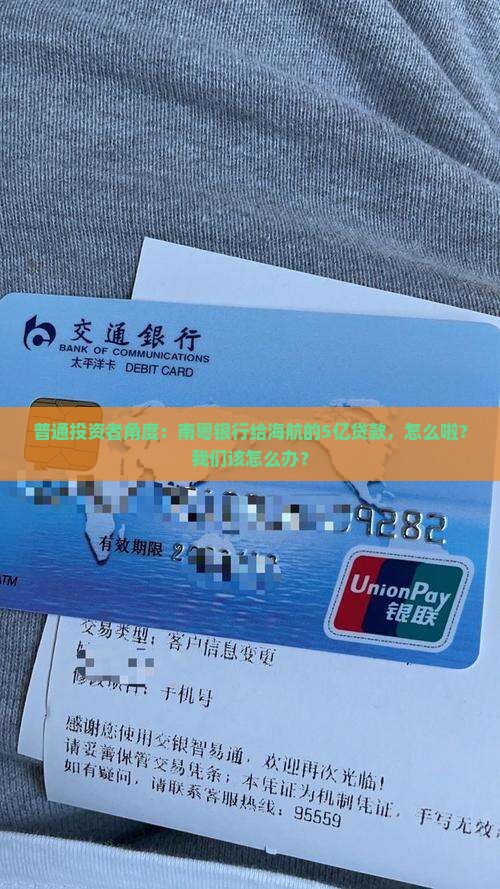 交通銀行
BANK OF COMMUNICATIONS
太平洋卡 DEBIT CARD
普通投资者角度：南粤银行给海航的5亿贷款，怎么啦？
我们该怎么办？
9282
有效期限
ATM
UnionPay
银联
交易类型：客户信息变更
手机号
感谢您使用交银智易通，欢迎再次光临！
请妥善保管交易凭条；本凭证为机制凭证，手写无效
如有疑问，请联系客服热线：95559